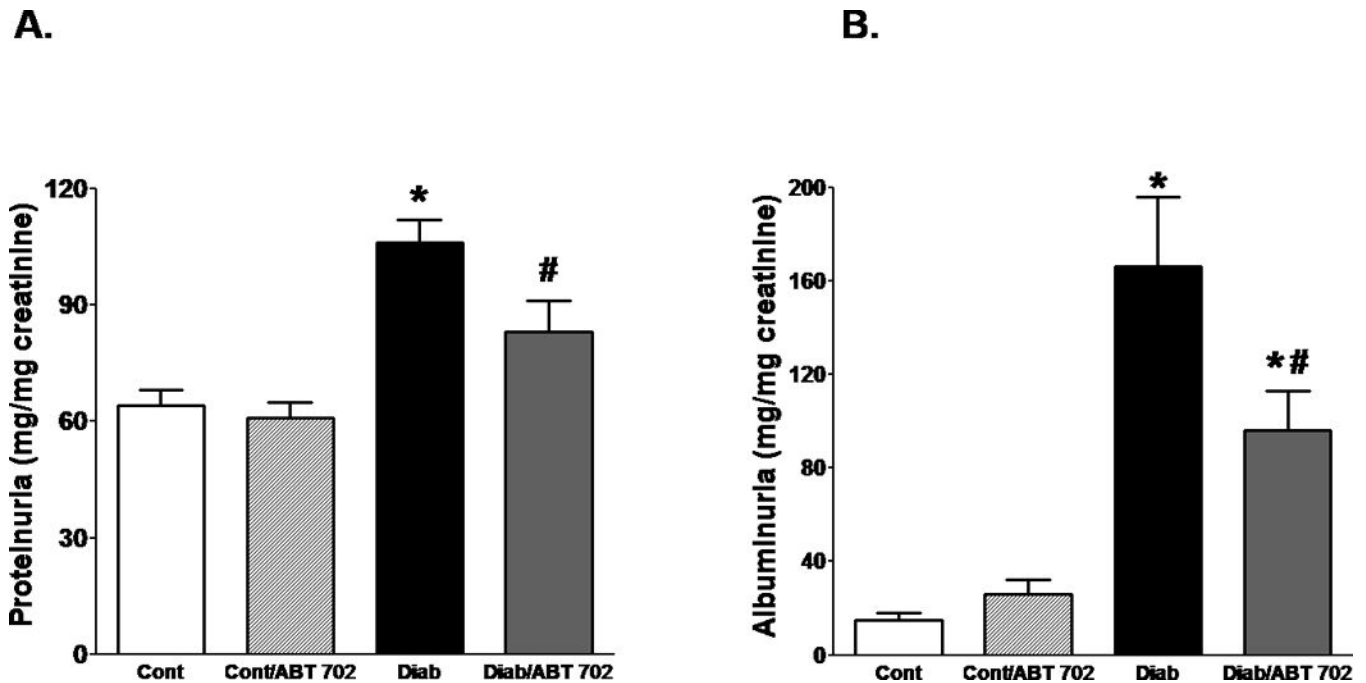 A.
B.
Proteinuria (mg/mg creatinine)
120
90
60
30
0
*
#
Cont
Cont/ABT 702
Diab
Diab/ABT 702
Albuminuria (mg/mg creatinine)
200
160
120
80
40
0
*
*#
Cont
Cont/ABT 702
Diab
Diab/ABT 702